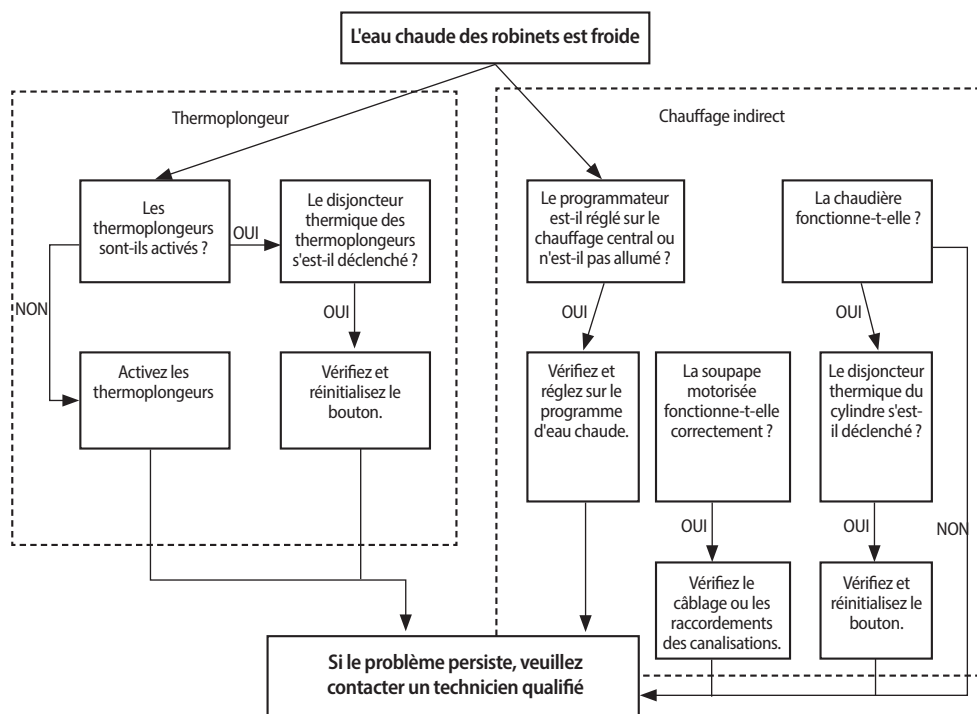 L'eau chaude des robinets est froide
Thermoplongeur
Les
thermoplongeurs
sont-ils activés ?
OUI
Le disjoncteur
thermique des
thermoplongeurs
s'est-il déclenché ?
NON
OUI
Activez les
thermoplongeurs
Vérifiez et
réinitialisez le
bouton.
Chauffage indirect
Le programmateur
est-il réglé sur le
chauffage central ou
n'est-il pas allumé ?
La chaudière
fonctionne-t-elle ?
OUI
OUI
Vérifiez et
réglez sur le
programme
d'eau chaude.
La soupape
motorisée
fonctionne-t-elle
correctement ?
Le disjoncteur
thermique du
cylindre s'est-
il déclenché ?
OUI
OUI
NON
Vérifiez le
câblage ou les
raccordements
des canalisations.
Vérifiez et
réinitialisez le
bouton.
Si le problème persiste, veuillez
contacter un technicien qualifié